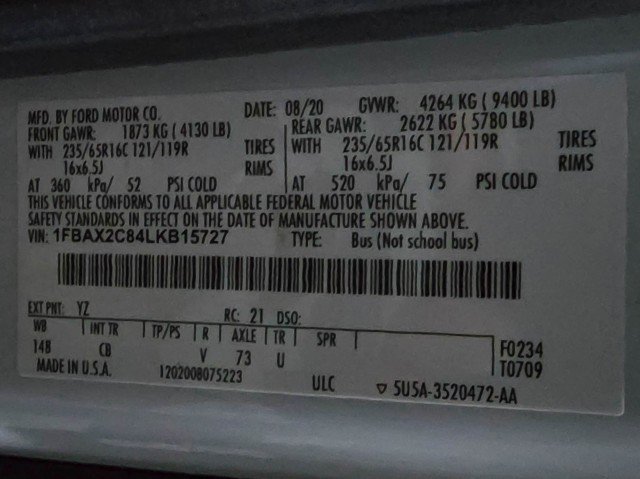 MFD. BY FORD MOTOR CO. DATE: 08/20 GVWR: 4264 KG ( 9400 LB)
FRONT GAWR: 1873 KG ( 4130 LB) REAR GAWR: 2622 KG ( 5780 LB)
WITH 235/65R16C 121/119R TIRES WITH 235/65R16C 121/119R TIRES
16x6.5J RIMS 16x6.5J RIMS
AT 360 kPa/ 52 PSI COLD AT 520 kPa/ 75 PSI COLD
THIS VEHICLE CONFORMS TO ALL APPLICABLE FEDERAL MOTOR VEHICLE
SAFETY STANDARDS IN EFFECT ON THE DATE OF MANUFACTURE SHOWN ABOVE.
VIN: 1FBAX2C84LKB15727 TYPE: Bus (Not school bus)
EXT PNT: YZ RC: 21 DSO:
WB INT TR TP/PS R AXLE TR SPR F0234
148 CB V 73 U T0709
MADE IN U.S.A. 1202008075223 ULC ▽ 5U5A-3520472-AA